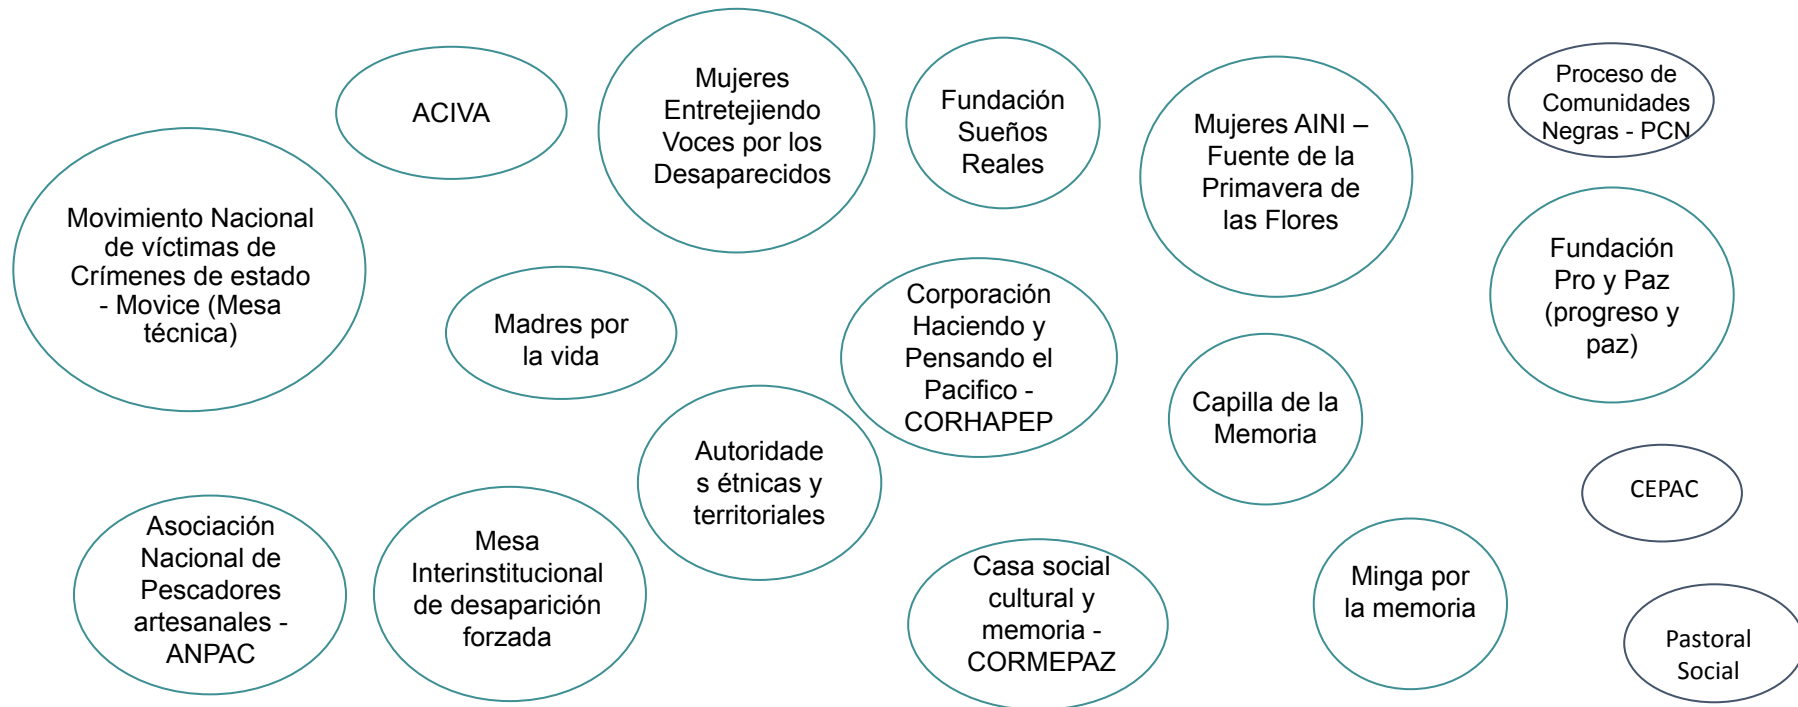 ACIVA
Mujeres
Entretejiendo
Voces por los
Desaparecidos
Fundación
Sueños
Reales
Mujeres AINI –
Fuente de la
Primavera de
las Flores
Proceso de
Comunidades
Negras - PCN
Movimiento Nacional
de víctimas de
Crímenes de estado
- Movice (Mesa
técnica)
Madres por
la vida
Corporación
Haciendo y
Pensando el
Pacifico -
CORHAPEP
Fundación
Pro y Paz
(progreso y
paz)
Capilla de la
Memoria
Autoridade
s étnicas y
territoriales
CEPAC
Asociación
Nacional de
Pescadores
artesanales -
ANPAC
Mesa
Interinstitucional
de desaparición
forzada
Casa social
cultural y
memoria -
CORMEPAZ
Minga por
la memoria
Pastoral
Social